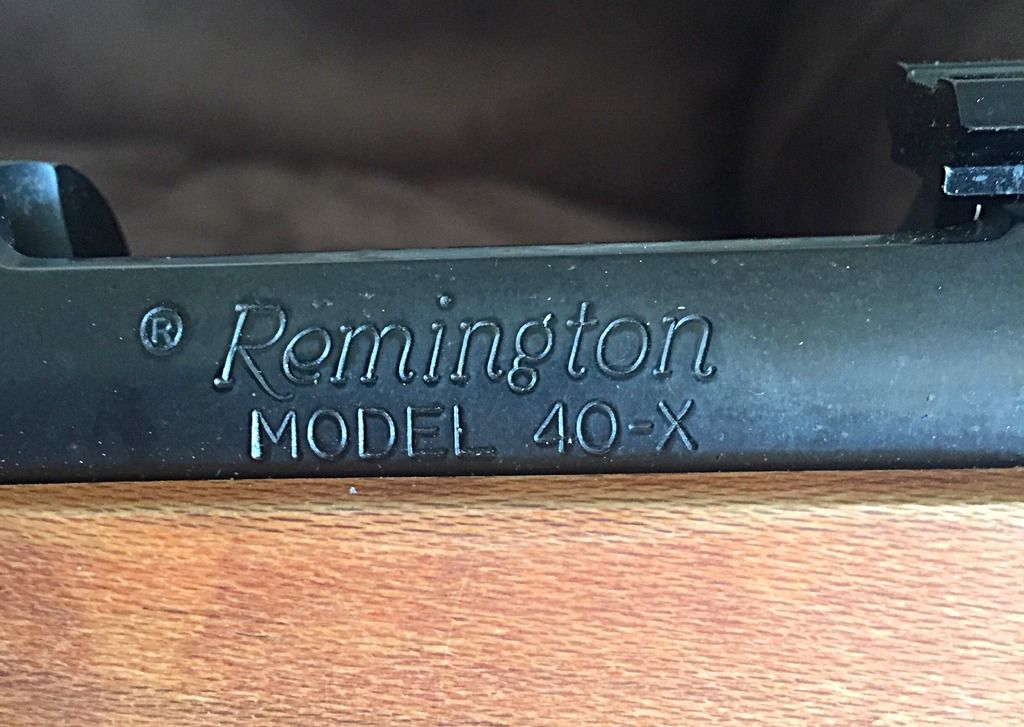 ® Remington
MODEL 40-X